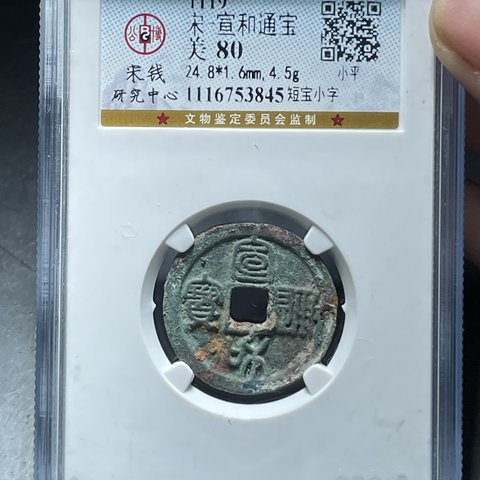 1119
宋 宣和通宝
美 80
宋钱 24.8*1.6mm,4.5g 小平
研究中心 1116753845 短宝小字
文物鉴定委员会监制
宣和通寳